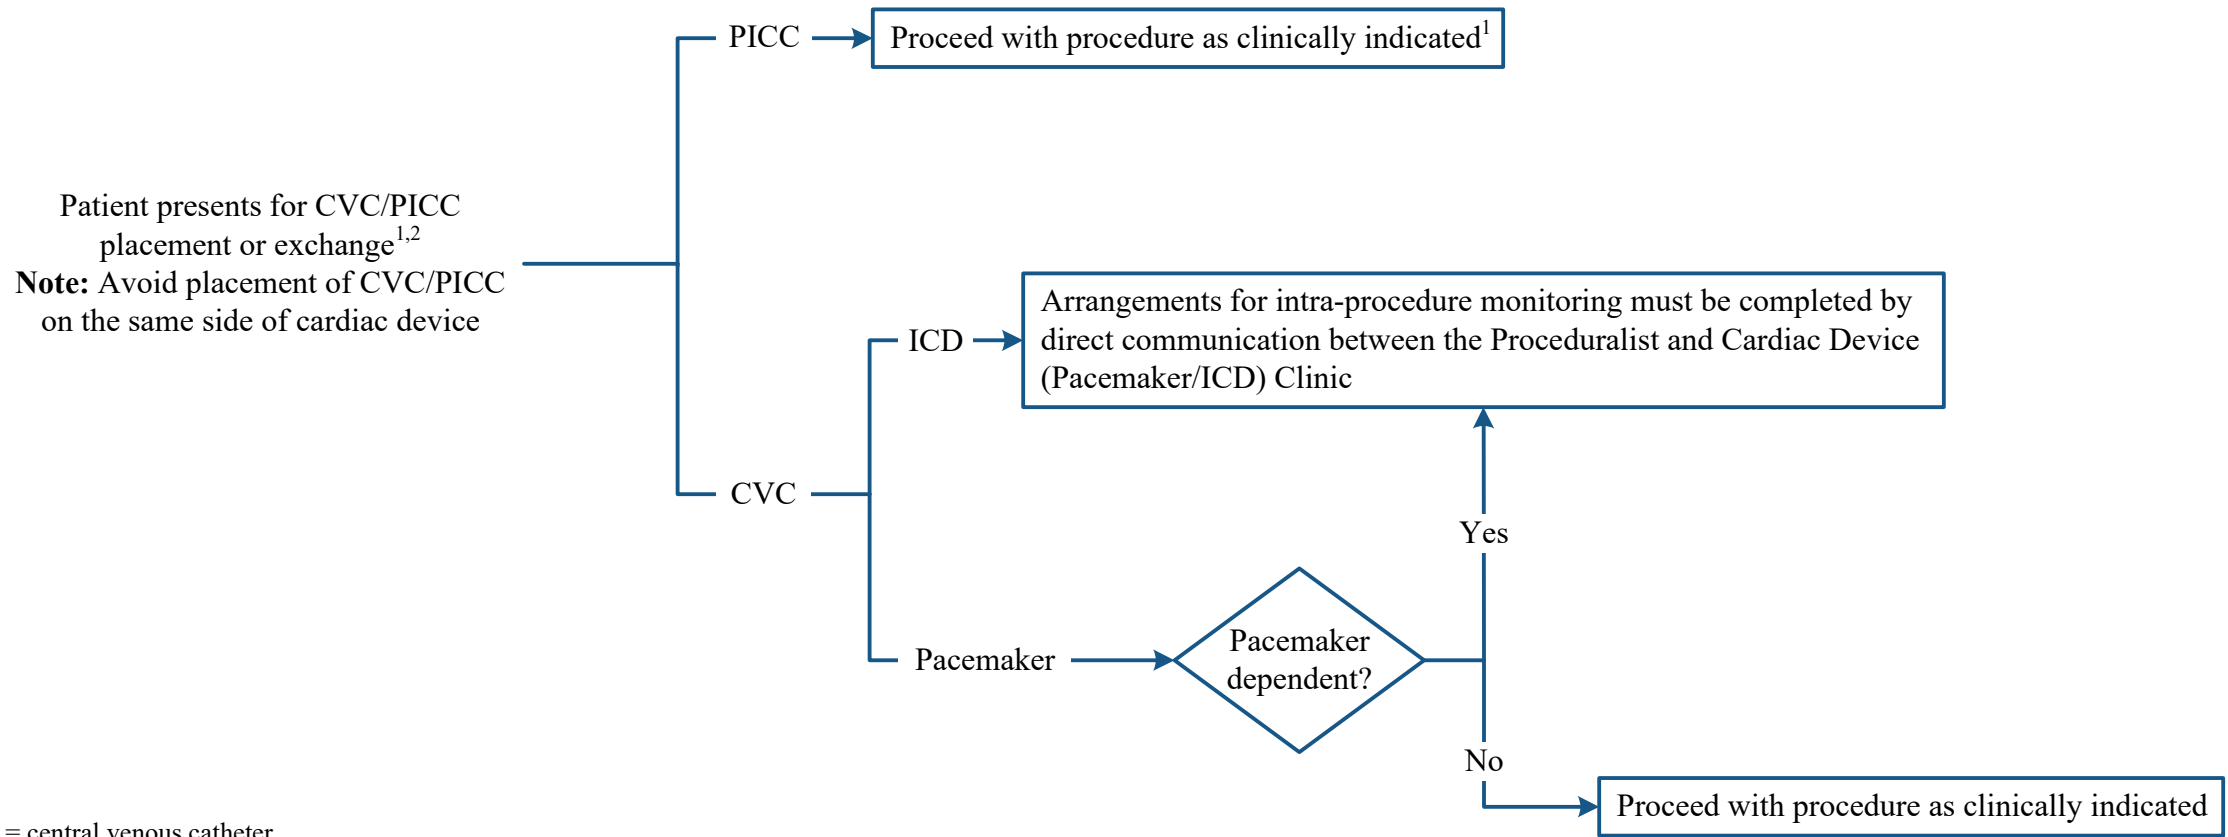 PICC
Proceed with procedure as clinically indicated¹
Patient presents for CVC/PICC
placement or exchange¹,²
Note: Avoid placement of CVC/PICC
on the same side of cardiac device
ICD
Arrangements for intra-procedure monitoring must be completed by
direct communication between the Proceduralist and Cardiac Device
(Pacemaker/ICD) Clinic
CVC
Yes
Pacemaker
Pacemaker
dependent?
No
Proceed with procedure as clinically indicated
= central venous catheter